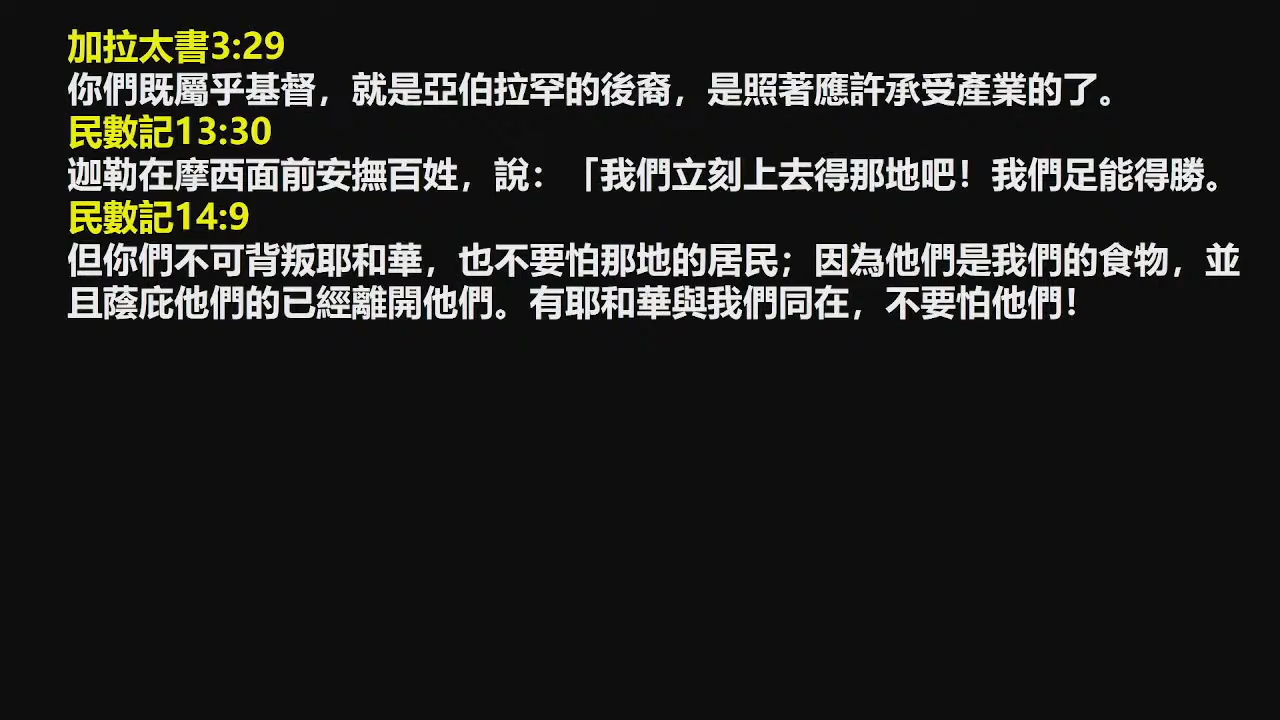 加拉太書3:29
你們既屬乎基督，就是亞伯拉罕的後裔，是照著應許承受產業的了。
民數記13:30
迦勒在摩西面前安撫百姓，說：「我們立刻上去得那地吧！我們足能得勝。
民數記14:9
但你們不可背叛耶和華，也不要怕那地的居民；因為他們是我們的食物，並
且蔭庇他們的已經離開他們。有耶和華與我們同在，不要怕他們！